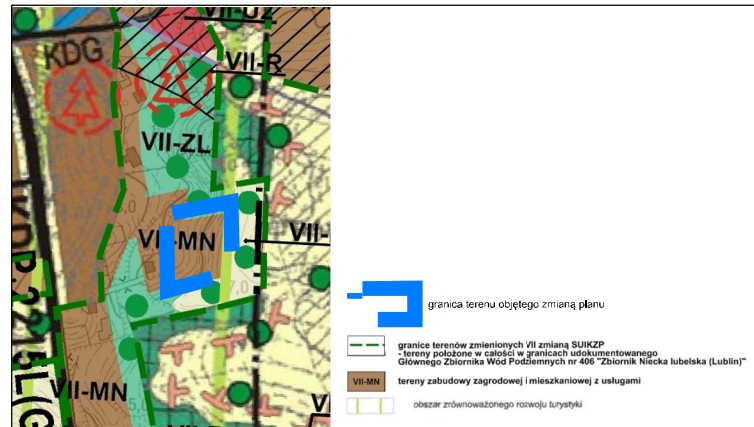 VII-UZ
KDG
VII-R
VII-ZL
VII-MN
VII-
VII-MN
granica terenu objętego zmianą planu
granice terenów zmienionych VII zmianą SUIKZP
- tereny położone w całości w granicach udokumentowanego
Głównego Zbiornika Wód Podziemnych nr 406 "Zbiornik Niecka lubelska (Lublin)"
VII-MN tereny zabudowy zagrodowej i mieszkaniowej z usługami
obszar zrównoważonego rozwoju turystyki